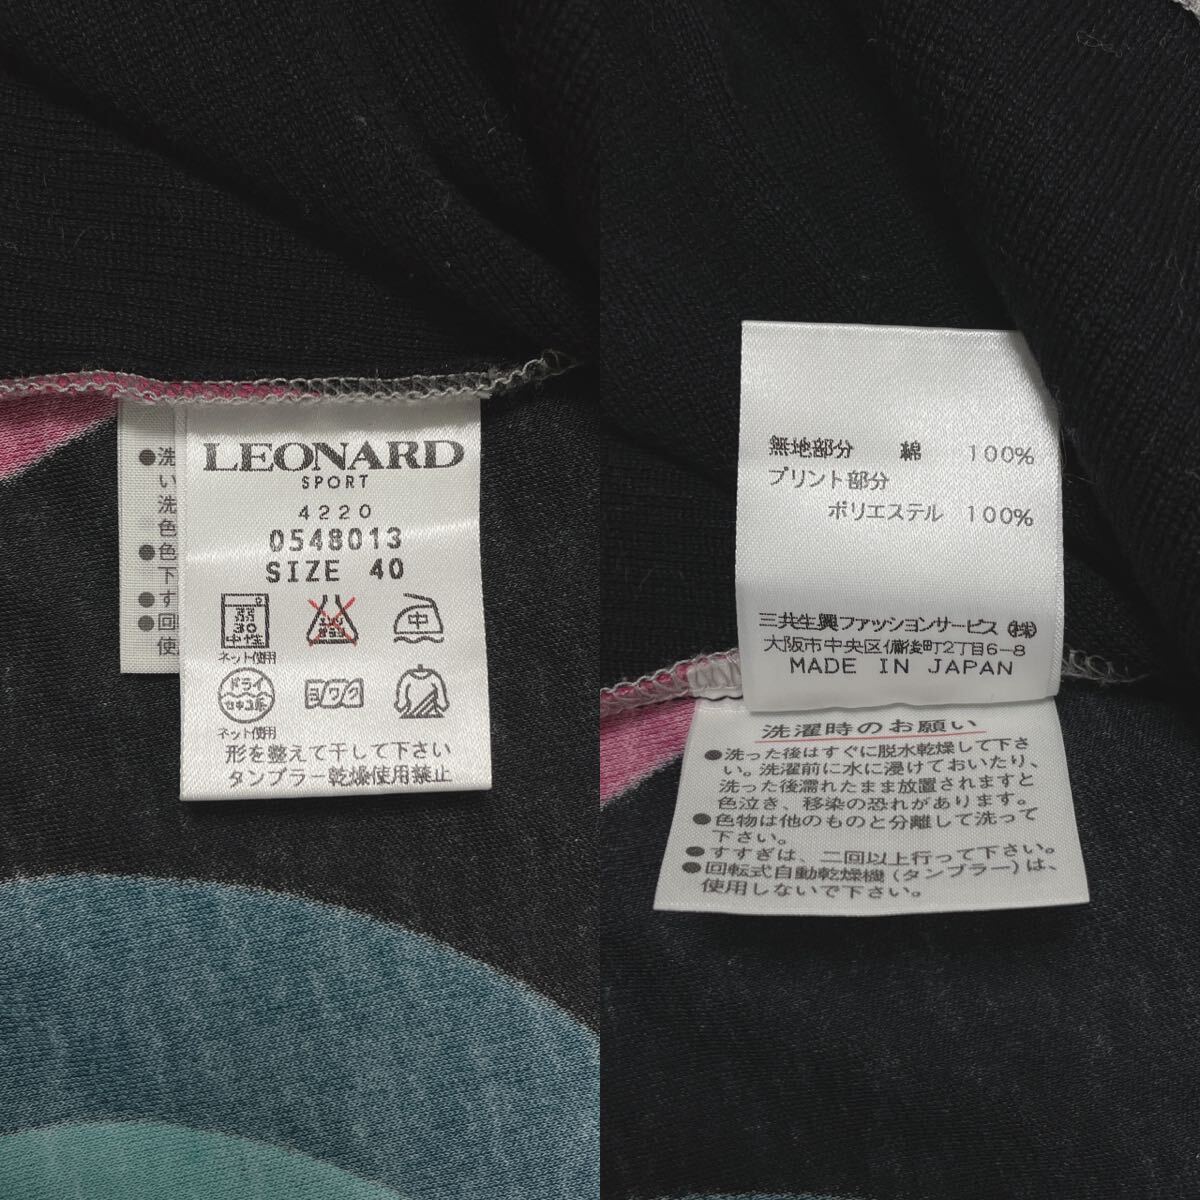 LEONARD
SPORT
4220
0548013
SIZE 40
弱
30
中性
中
ネット使用
ドライ
セキユ系
ヨワク
ネット使用
形を整えて干して下さい
タンブラー乾燥使用禁止
●洗
い
洗
色
●色
下
●す
●回
使
無地部分 綿 100%
プリント部分
ポリエステル 100%
三共生興ファッションサービス ㈱
大阪市中央区備後町2丁目6-8
MADE IN JAPAN
洗濯時のお願い
●洗った後はすぐに脱水乾燥して下さ
い。洗濯前に水に浸けておいたり、
洗った後濡れたまま放置されますと
色泣き、移染の恐れがあります。
●色物は他のものと分離して洗って
下さい。
●すすぎは、二回以上行って下さい。
●回転式自動乾燥機(タンブラー)は、
使用しないで下さい。